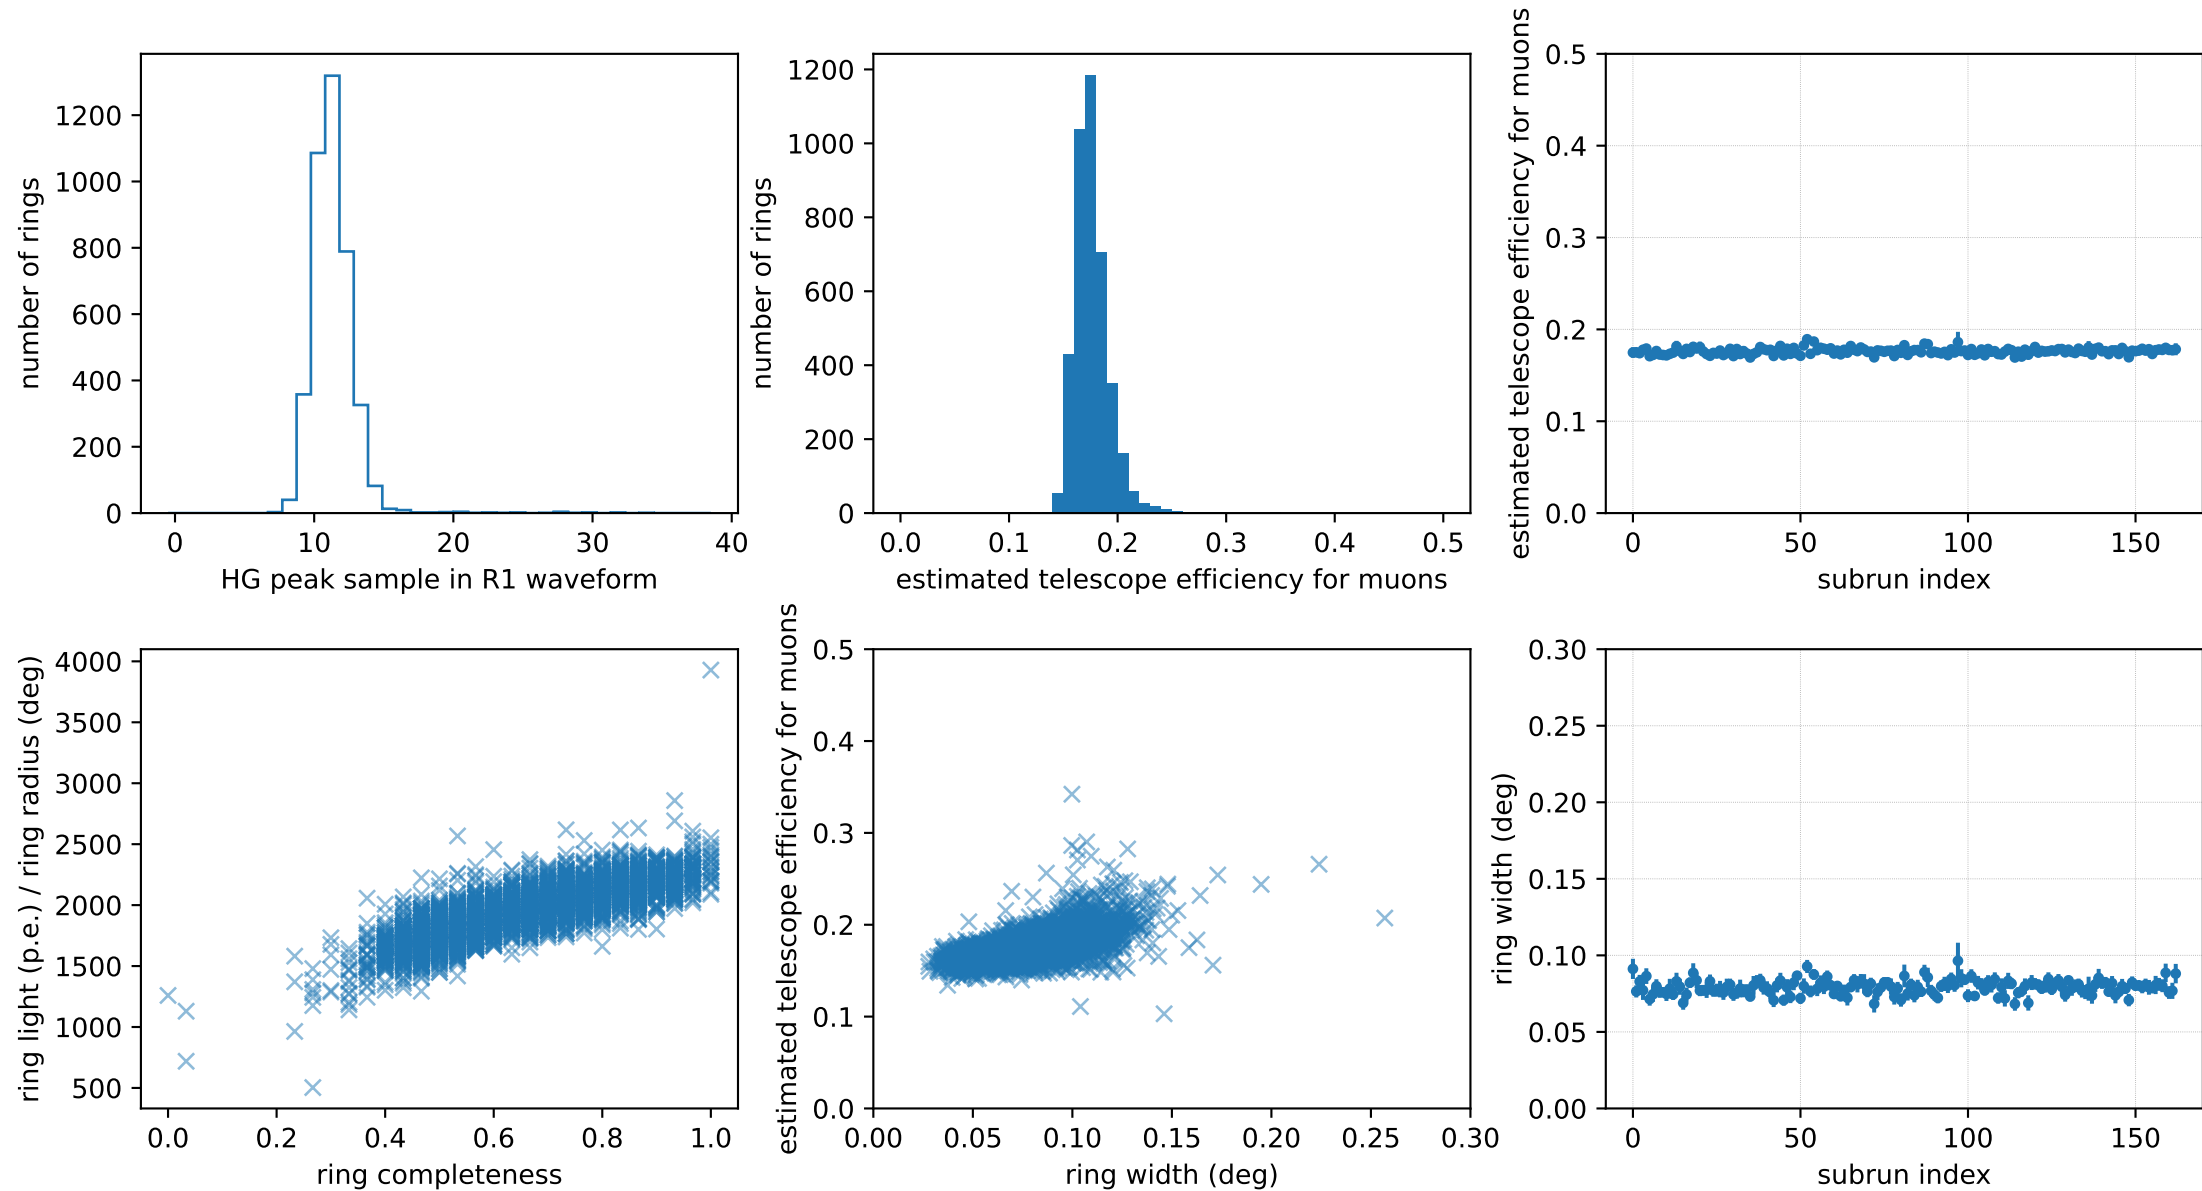 number of rings
1200
1000
800
600
400
200
0
0 10 20 30 40
HG peak sample in R1 waveform
number of rings
1200
1000
800
600
400
200
0
0.0 0.1 0.2 0.3 0.4 0.5
estimated telescope efficiency for muons
estimated telescope efficiency for muons
0.5
0.4
0.3
0.2
0.1
0.0
0 50 100 150
subrun index
ring light (p.e.) / ring radius (deg)
4000
3500
3000
2500
2000
1500
1000
500
0.0 0.2 0.4 0.6 0.8 1.0
ring completeness
estimated telescope efficiency for muons
0.5
0.4
0.3
0.2
0.1
0.0
0.00 0.05 0.10 0.15 0.20 0.25 0.30
ring width (deg)
ring width (deg)
0.30
0.25
0.20
0.15
0.10
0.05
0.00
0 50 100 150
subrun index